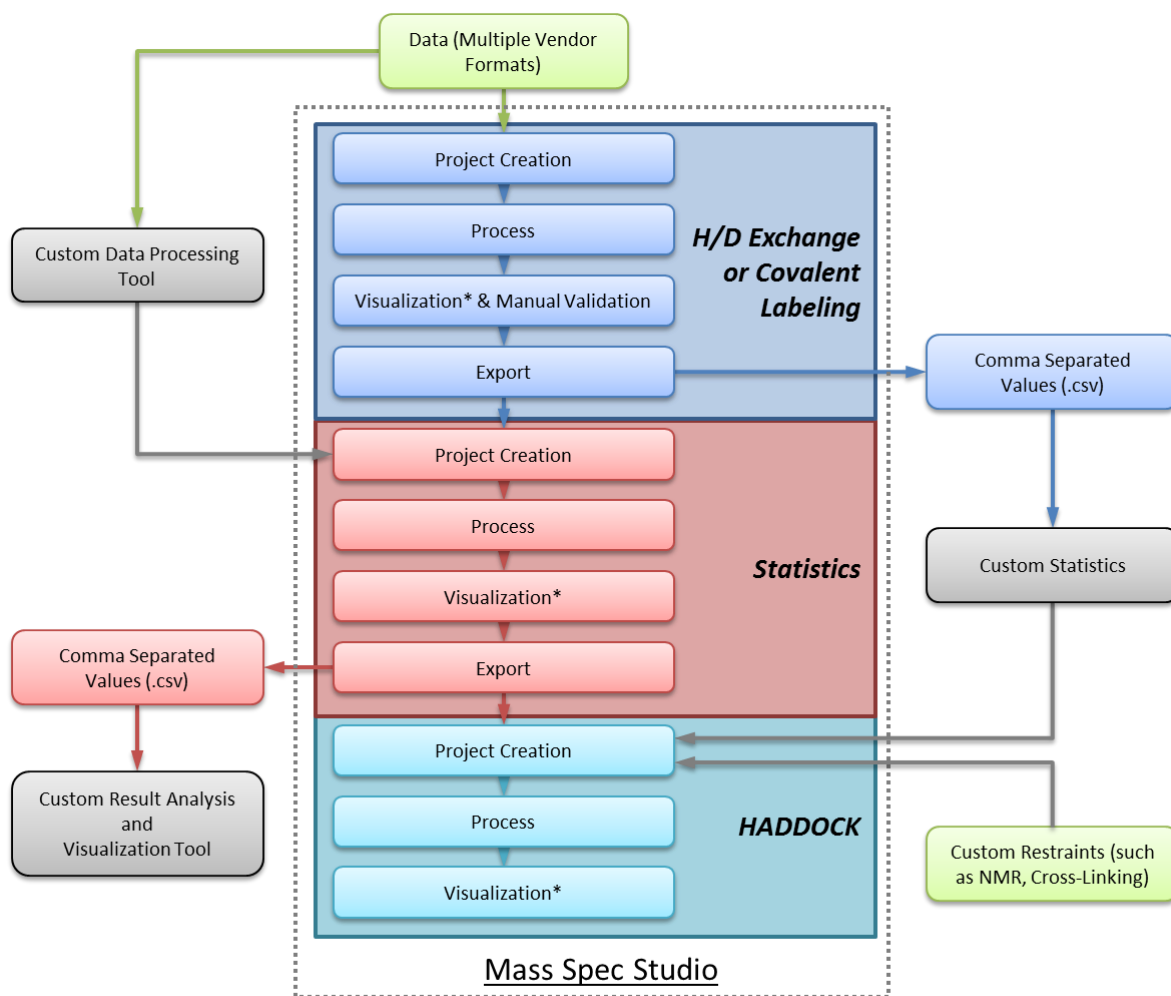 Data (Multiple Vendor
Formats)
Project Creation
Process
Visualization* & Manual Validation
Export
H/D Exchange
or Covalent
Labeling
Custom Data Processing
Tool
Comma Separated
Values (.csv)
Project Creation
Process
Visualization*
Export
Statistics
Custom Statistics
Comma Separated
Values (.csv)
Custom Result Analysis
and
Visualization Tool
Project Creation
Process
Visualization*
HADDOCK
Custom Restraints (such
as NMR, Cross-Linking)
Mass Spec Studio